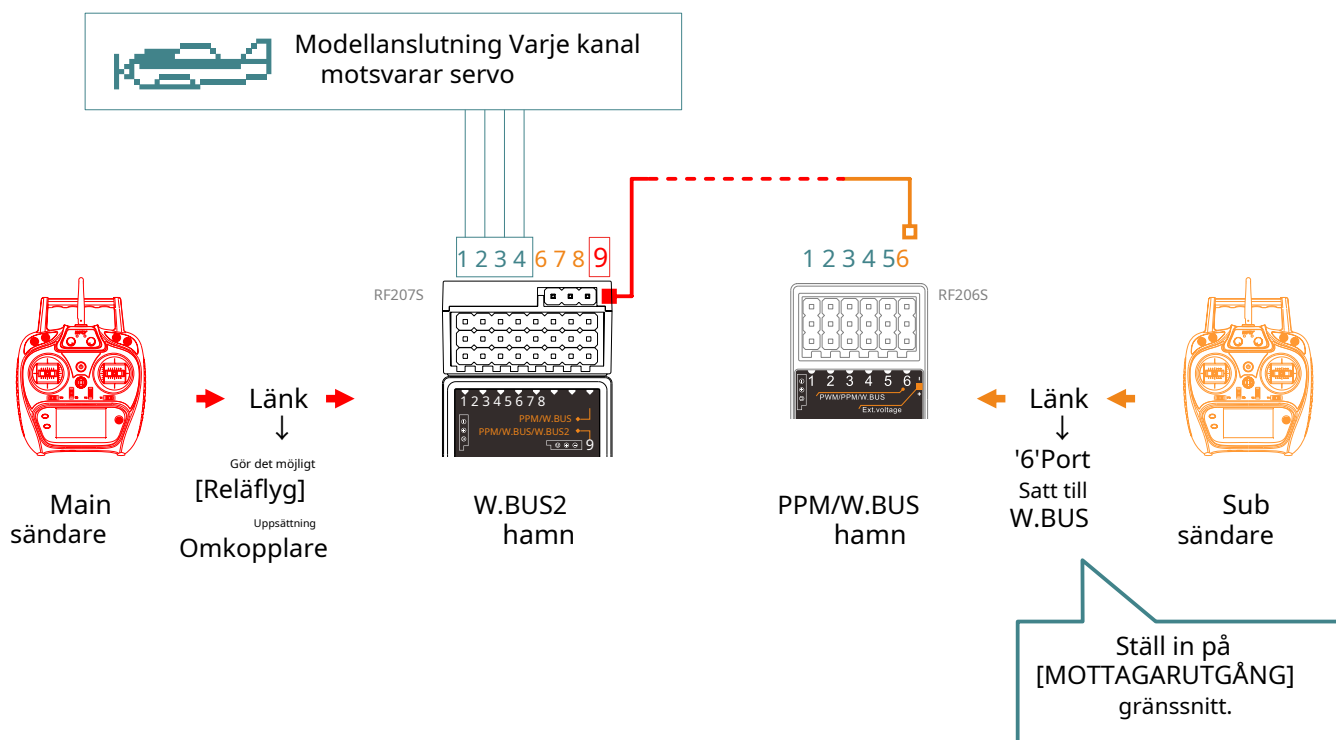 Modellanslutning Varje kanal
motsvarar servo
1 2 3 4 6 7 8 9
1 2 3 4 5 6
RF207S
RF206S
1 2 3 4 5 6 7 8
PPM/W.BUS
PPM/W.BUS/W.BUS2
9
1 2 3 4 5 6
PWM/PPM/W.BUS
Ext.voltage
Länk
↓
Gör det möjligt
[Reläflyg]
Uppsättning
Omkopplare
Main
sändare
W.BUS2
hamn
PPM/W.BUS
hamn
Länk
↓
'6'Port
Satt till
W.BUS
Sub
sändare
Ställ in på
[MOTTAGARUTGÅNG]
gränssnitt.